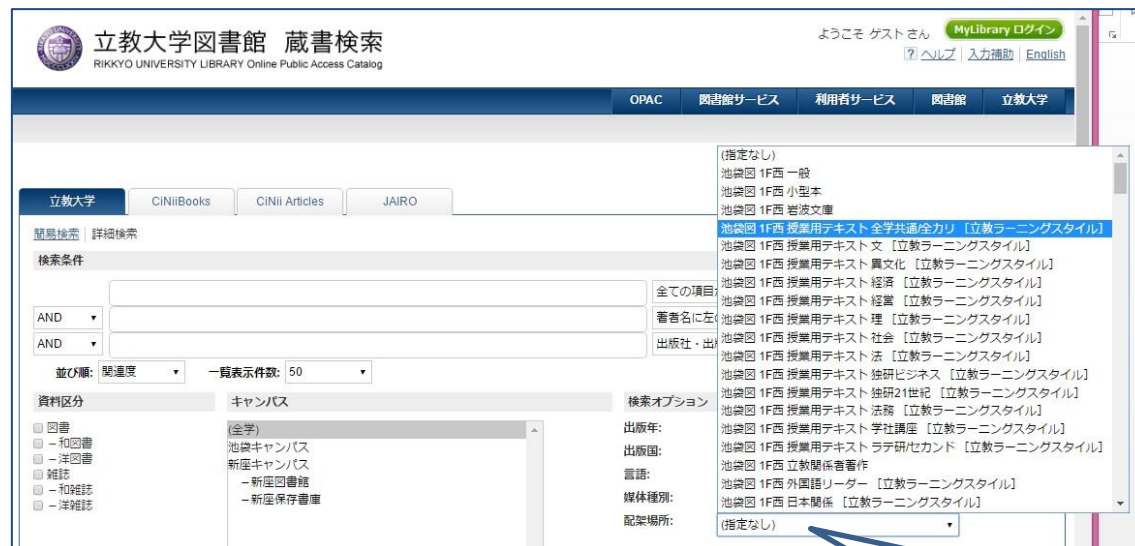 立教大学図書館 蔵書検索
RIKKYO UNIVERSITY LIBRARY Online Public Access Catalog
ようこそ ゲスト さん MyLibrary ログイン
? ヘルプ | 入力補助 | English
OPAC 図書館サービス 利用者サービス 図書館 立教大学
立教大学 CiNiiBooks CiNii Articles JAIRO
簡易検索 | 詳細検索
検索条件
全ての項目
AND 著者名に左
AND 出版社・出
並び順: 関連度 一覧表示件数: 50
資料区分
図書
–和図書
–洋図書
雑誌
–和雑誌
–洋雑誌
キャンパス
(全学)
池袋キャンパス
新座キャンパス
–新座図書館
–新座保存書庫
検索オプション
出版年:
出版国:
言語:
媒体種別:
配架場所: (指定なし)
(指定なし)
池袋図 1F西 一般
池袋図 1F西 小型本
池袋図 1F西 岩波文庫
池袋図 1F西 授業用テキスト 全学共通/全カリ [立教ラーニングスタイル]
池袋図 1F西 授業用テキスト 文 [立教ラーニングスタイル]
池袋図 1F西 授業用テキスト 異文化 [立教ラーニングスタイル]
池袋図 1F西 授業用テキスト 経済 [立教ラーニングスタイル]
池袋図 1F西 授業用テキスト 経営 [立教ラーニングスタイル]
池袋図 1F西 授業用テキスト 理 [立教ラーニングスタイル]
池袋図 1F西 授業用テキスト 社会 [立教ラーニングスタイル]
池袋図 1F西 授業用テキスト 法 [立教ラーニングスタイル]
池袋図 1F西 授業用テキスト 独研ビジネス [立教ラーニングスタイル]
池袋図 1F西 授業用テキスト 独研21世紀 [立教ラーニングスタイル]
池袋図 1F西 授業用テキスト 法務 [立教ラーニングスタイル]
池袋図 1F西 授業用テキスト 学社講座 [立教ラーニングスタイル]
池袋図 1F西 授業用テキスト ラテ研/セカンド [立教ラーニングスタイル]
池袋図 1F西 立教関係者著作
池袋図 1F西 外国語リーダー [立教ラーニングスタイル]
池袋図 1F西 日本関係 [立教ラーニングスタイル]